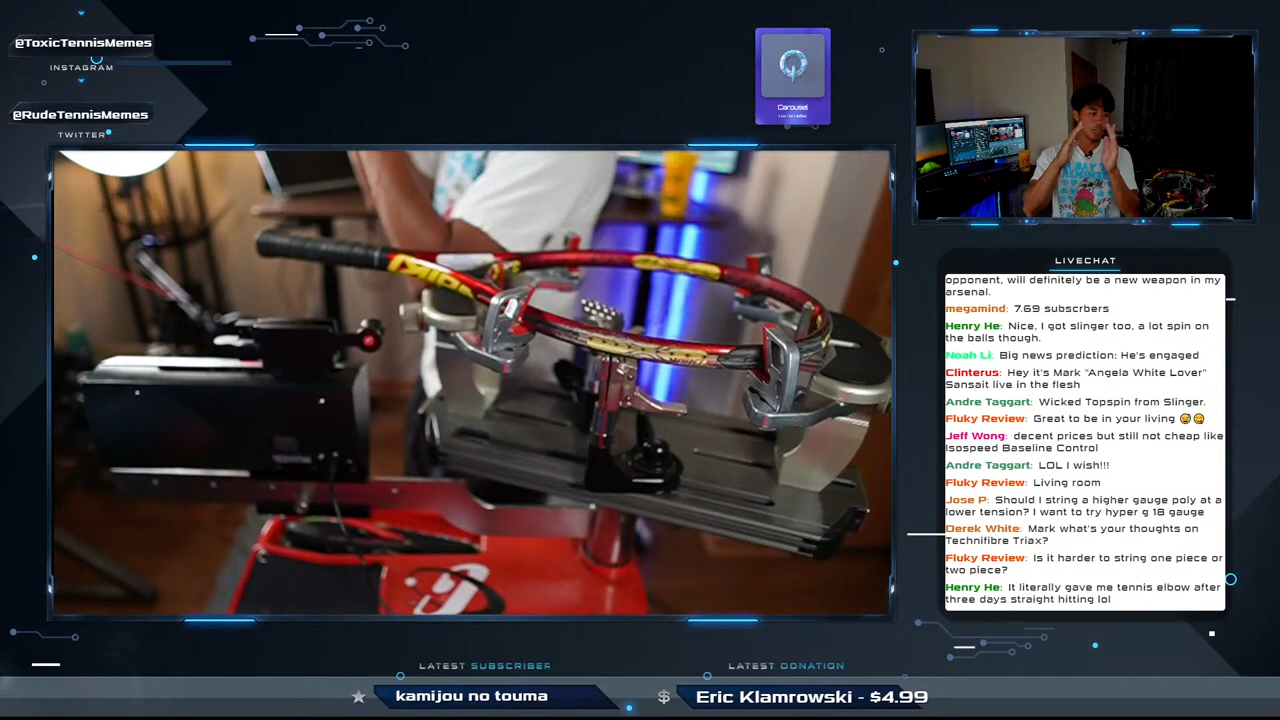 @ToxicTennisMemes
INSTAGRAM
@RudeTennisMemes
TWITTER
Carousel
LIVECHAT
opponent, will definitely be a new weapon in my
arsenal.
megamind: 7.69 subscrbers
Henry He: Nice, I got slinger too, a lot spin on
the balls though.
Noah Li: Big news prediction: He's engaged
Clinterus: Hey it's Mark "Angela White Lover"
Sansait live in the flesh
Andre Taggart: Wicked Topspin from Slinger.
Fluky Review: Great to be in your living 😅😋
Jeff Wong: decent prices but still not cheap like
Isospeed Baseline Control
Andre Taggart: LOL I wish!!!
Fluky Review: Living room
Jose P: Should I string a higher gauge poly at a
lower tension? I want to try hyper g 18 gauge
Derek White: Mark what's your thoughts on
Technifibre Triax?
Fluky Review: Is it harder to string one piece or
two piece?
Henry He: It literally gave me tennis elbow after
three days straight hitting lol
LATEST SUBSCRIBER
LATEST DONATION
kamijou no touma
$ Eric Klamrowski - $4.99